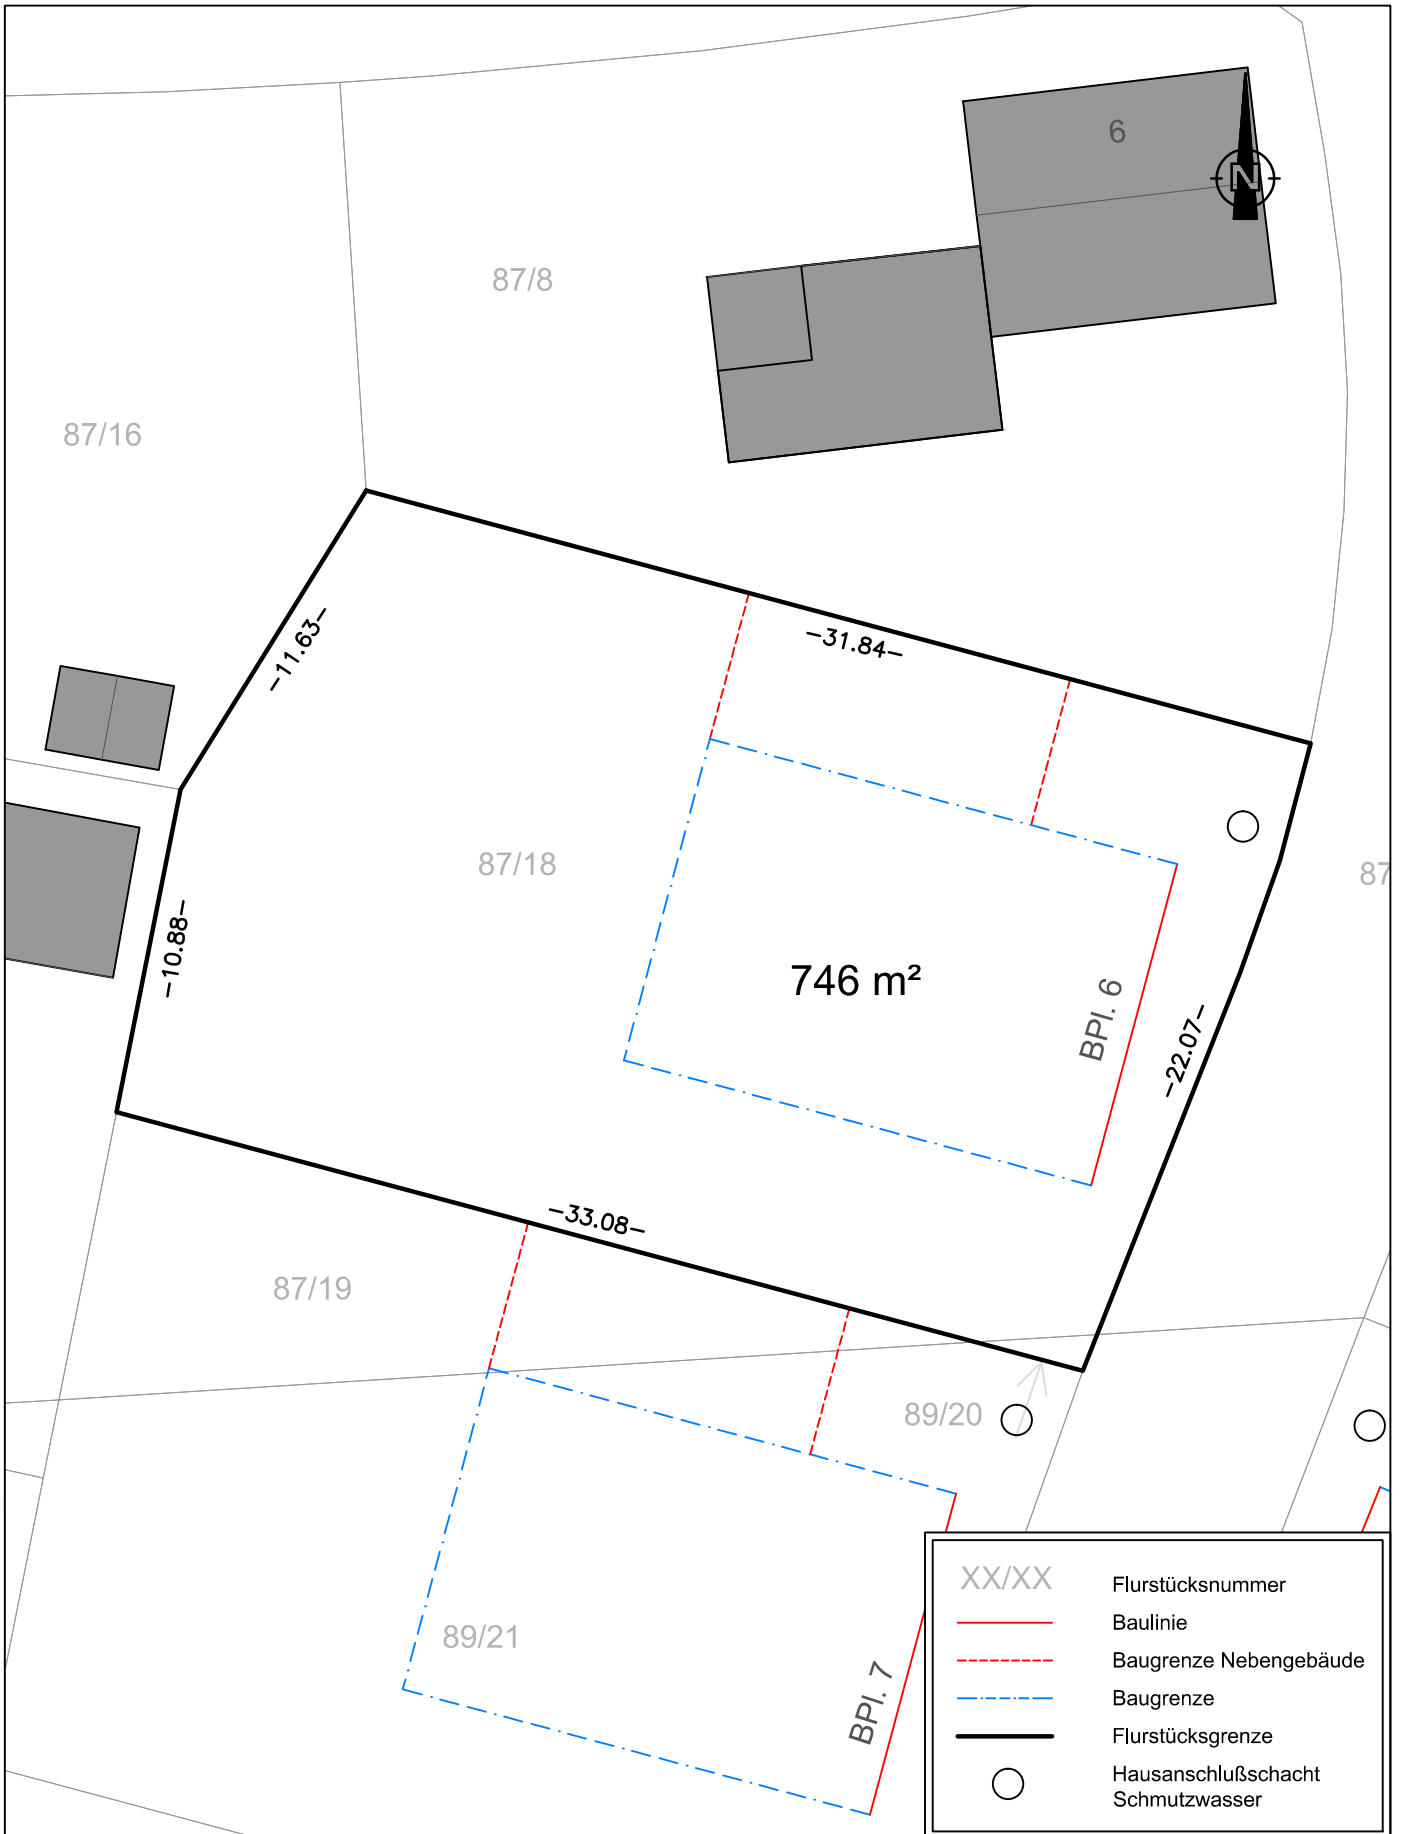 6
N
87/8
87/16
-11.63-
-31.84-
87/18
87
-10.88-
746 m²
BPl. 6
-22.07-
-33.08-
87/19
89/20
89/21
BPl. 7
XX/XX Flurstücksnummer
Baulinie
Baugrenze Nebengebäude
Baugrenze
Flurstücksgrenze
Hausanschlußschacht
Schmutzwasser